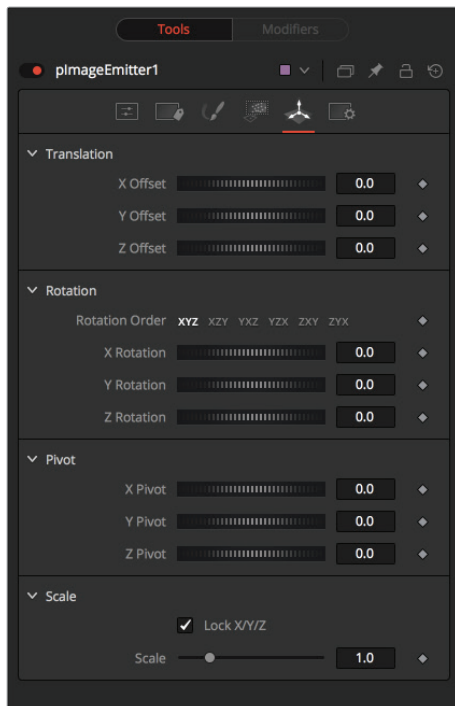 Tools Modifiers
pImageEmitter1
Translation
X Offset 0.0
Y Offset 0.0
Z Offset 0.0
Rotation
Rotation Order XYZ XZY YXZ YZX ZXY ZYX
X Rotation 0.0
Y Rotation 0.0
Z Rotation 0.0
Pivot
X Pivot 0.0
Y Pivot 0.0
Z Pivot 0.0
Scale
Lock X/Y/Z
Scale 1.0